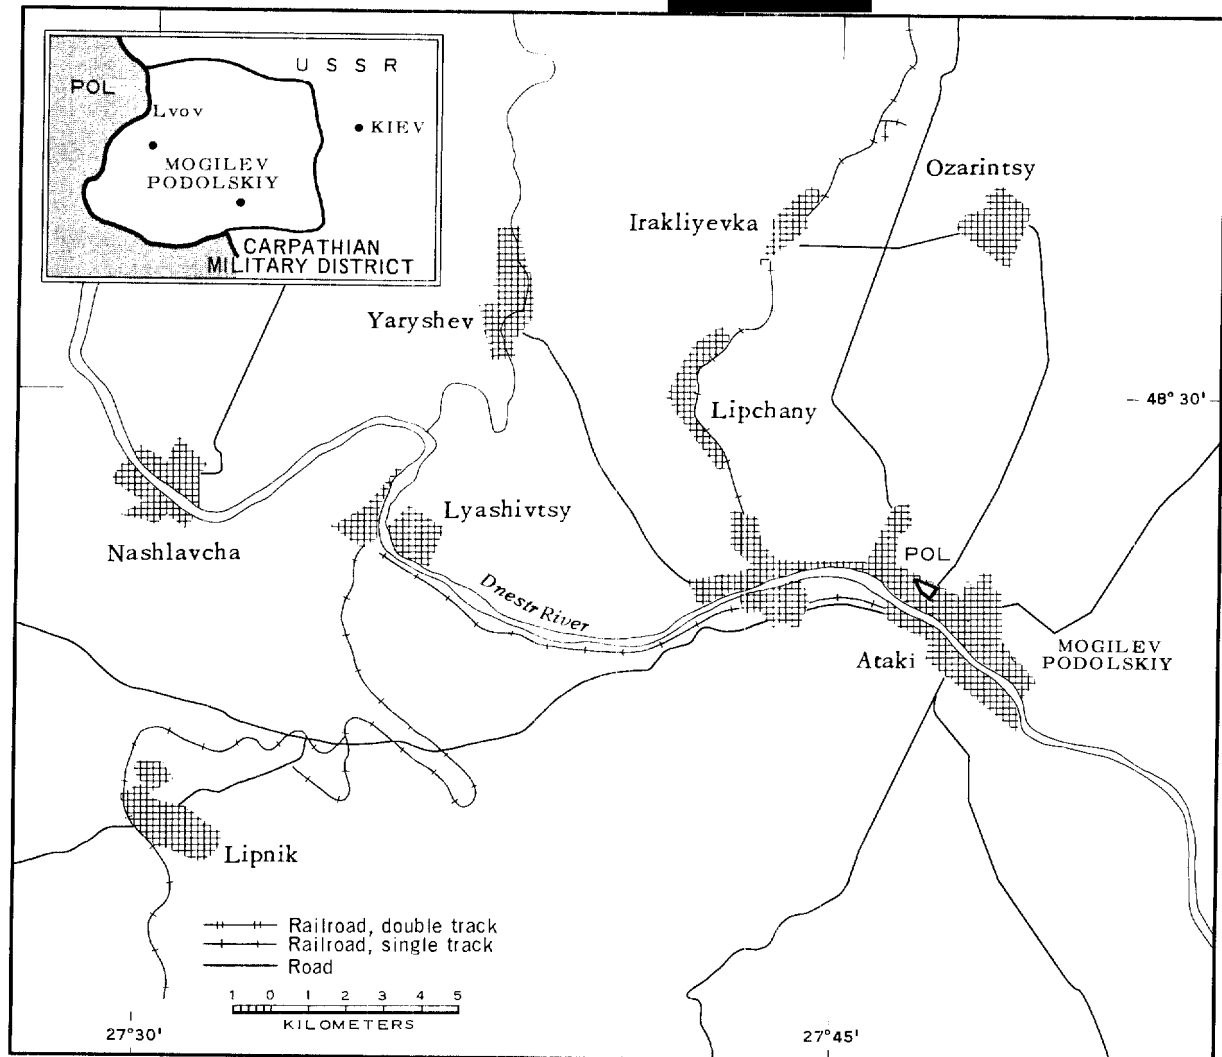 U S S R
POL
Lvov
KIEV
MOGILEV
PODOLSKIY
CARPATHIAN
MILITARY DISTRICT
Ozarintsy
Irakliyevka
Yaryshev
48° 30'
Lipchany
Lyashivtsy
Nashlavcha
POL
Dnestr River
MOGILEV
PODOLSKIY
Ataki
Lipnik
Railroad, double track
Railroad, single track
Road
1 0 1 2 3 4 5
KILOMETERS
27°30'
27°45'